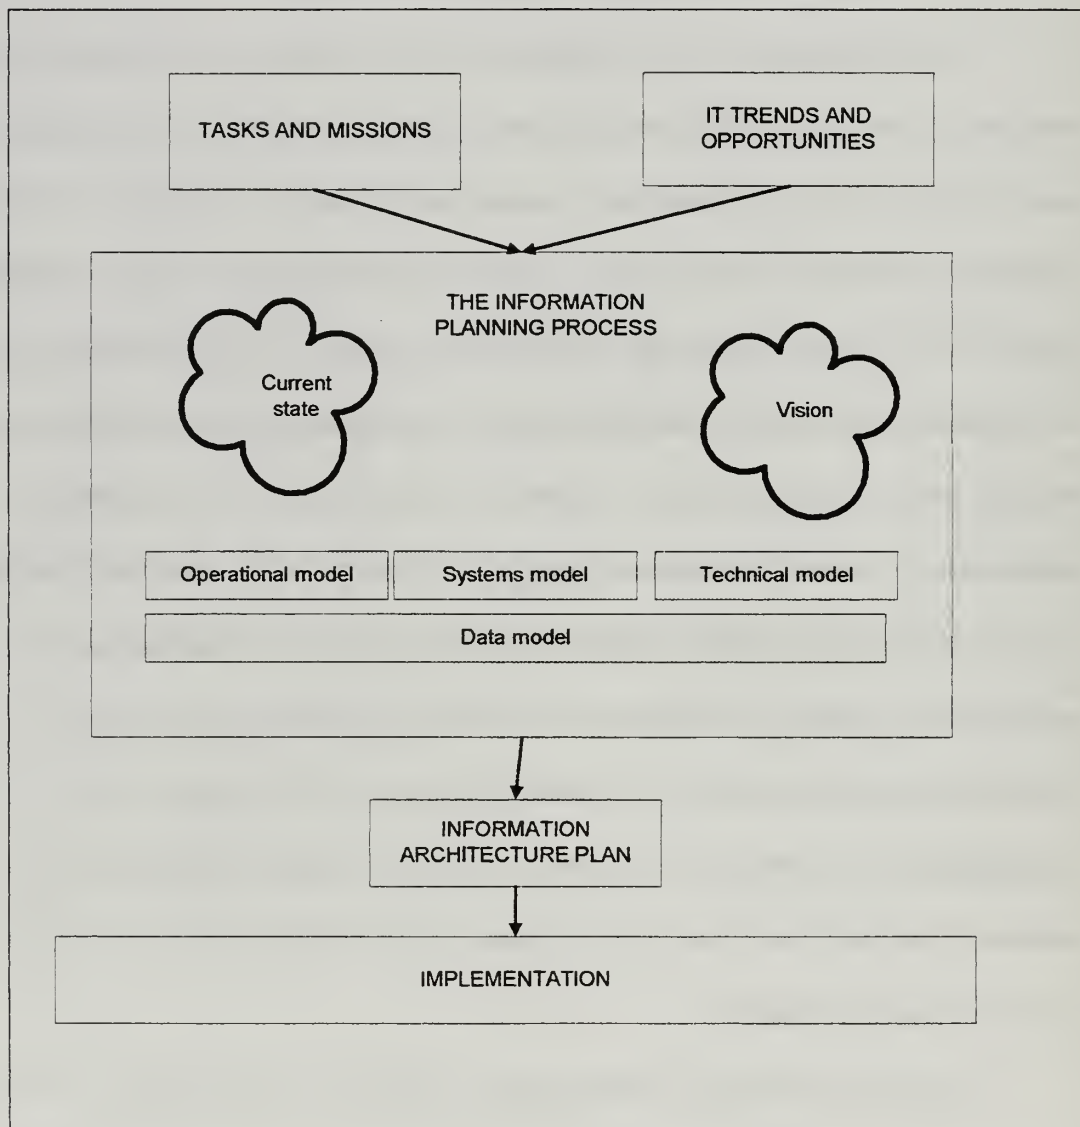 TASKS AND MISSIONS
IT TRENDS AND
OPPORTUNITIES
THE INFORMATION
PLANNING PROCESS
Current
state
Vision
Operational model
Systems model
Technical model
Data model
INFORMATION
ARCHITECTURE PLAN
IMPLEMENTATION